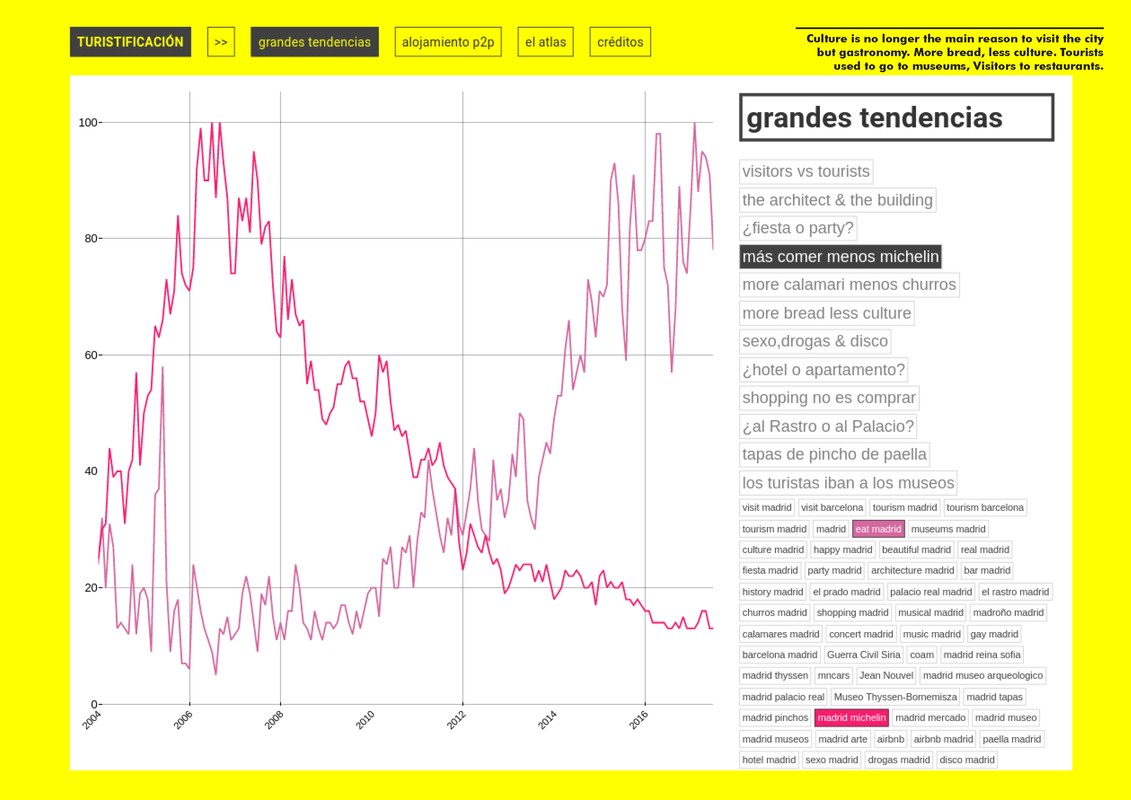 TURISTIFICACIÓN >> grandes tendencias alojamiento p2p el atlas créditos
Culture is no longer the main reason to visit the city
but gastronomy. More bread, less culture. Tourists
used to go to museums, Visitors to restaurants.
100
80
60
40
20
0
2004 2006 2008 2010 2012 2014 2016
grandes tendencias
visitors vs tourists
the architect & the building
¿fiesta o party?
más comer menos michelin
more calamari menos churros
more bread less culture
sexo,drogas & disco
¿hotel o apartamento?
shopping no es comprar
¿al Rastro o al Palacio?
tapas de pincho de paella
los turistas iban a los museos
visit madrid visit barcelona tourism madrid tourism barcelona
tourism madrid madrid eat madrid museums madrid
culture madrid happy madrid beautiful madrid real madrid
fiesta madrid party madrid architecture madrid bar madrid
history madrid el prado madrid palacio real madrid el rastro madrid
churros madrid shopping madrid musical madrid madroño madrid
calamares madrid concert madrid music madrid gay madrid
barcelona madrid Guerra Civil Siria coam madrid reina sofia
madrid thyssen mncars Jean Nouvel madrid museo arqueologico
madrid palacio real Museo Thyssen-Bornemisza madrid tapas
madrid pinchos madrid michelin madrid mercado madrid museo
madrid museos madrid arte airbnb airbnb madrid paella madrid
hotel madrid sexo madrid drogas madrid disco madrid